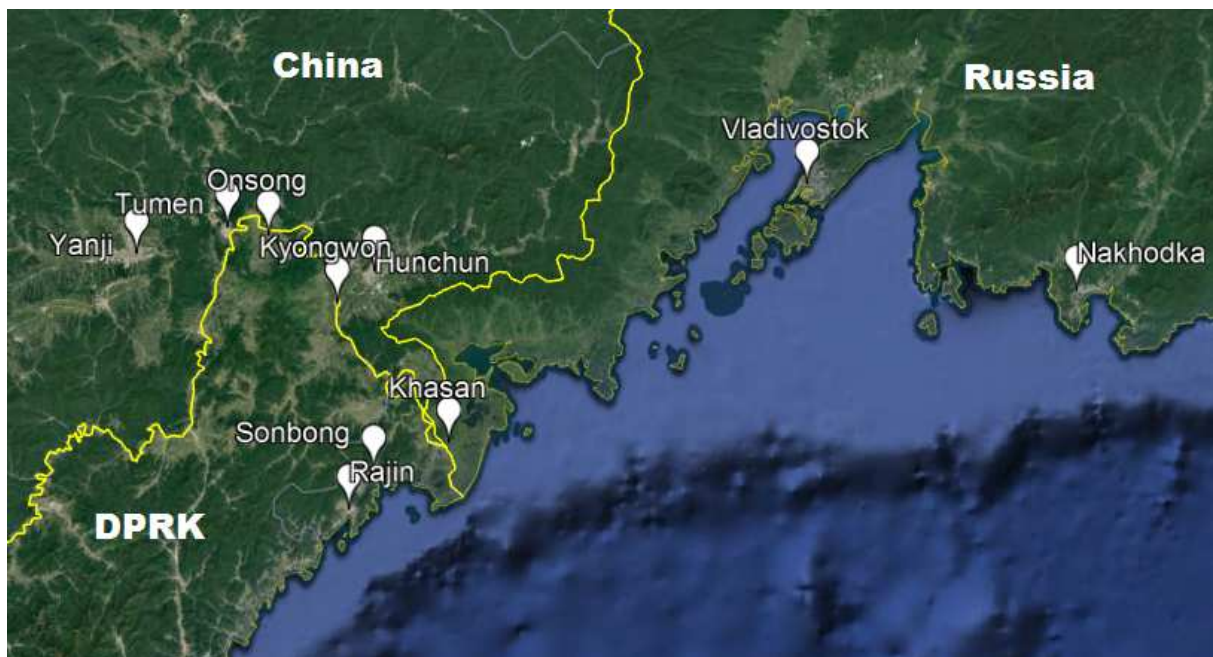 China
Russia
Vladivostok
Onsong
Tumen
Yanji
Kyongwon
Hunchun
Nakhodka
Khasan
Sonbong
Rajin
DPRK